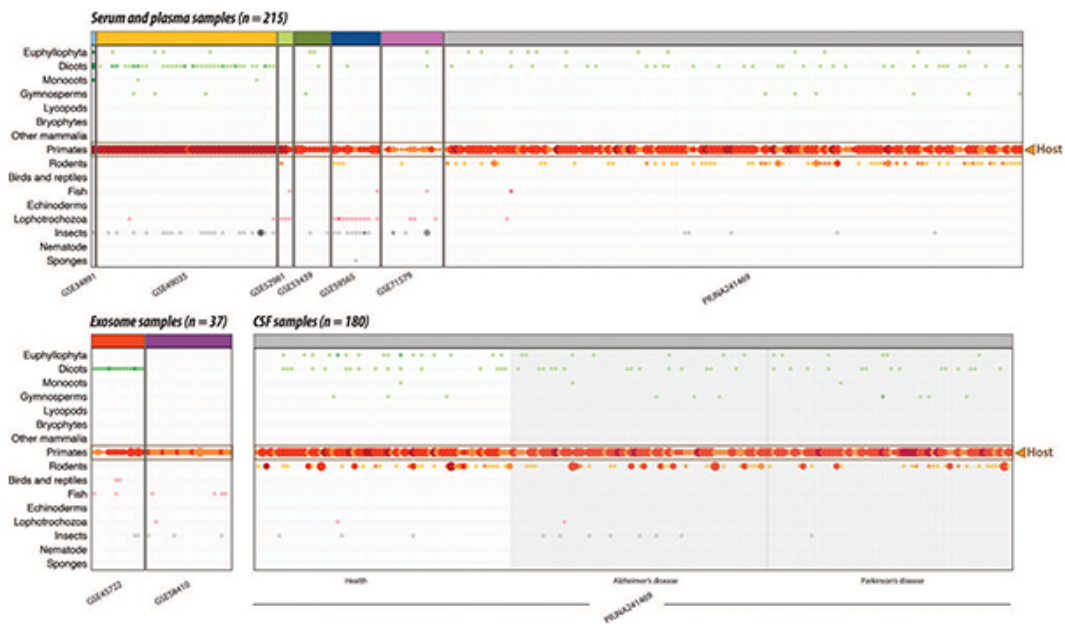 Serum and plasma samples (n = 215)
Euphyllophyta
Dicots
Monocots
Gymnosperms
Lycopods
Bryophytes
Other mammalia
Primates
Host
Rodents
Birds and reptiles
Fish
Echinoderms
Lophotrochozoa
Insects
Nematode
Sponges
GSE34891 GSE49035 GSE52981 GSE53439 GSE59565 GSE71579 PRJNA241469
Exosome samples (n = 37) CSF samples (n = 180)
Euphyllophyta
Dicots
Monocots
Gymnosperms
Lycopods
Bryophytes
Other mammalia
Primates
Host
Rodents
Birds and reptiles
Fish
Echinoderms
Lophotrochozoa
Insects
Nematode
Sponges
Health Alzheimer's disease Parkinson's disease
GSE45722 GSE58410 PRJNA241469